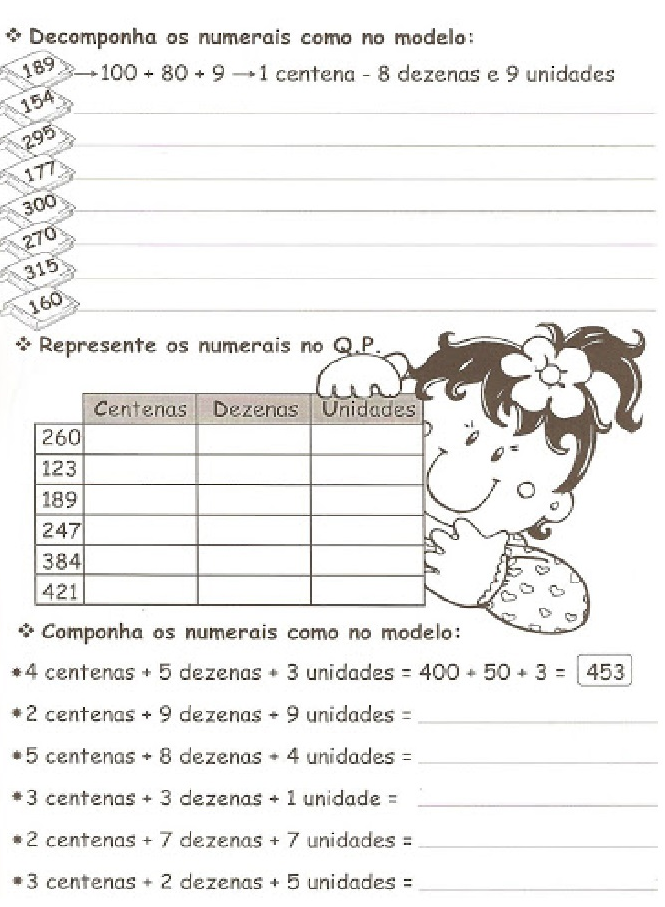 ❖ Decomponha os numerais como no modelo:
189 → 100 + 80 + 9 → 1 centena - 8 dezenas e 9 unidades
154
295
177
300
270
315
160
❖ Represente os numerais no Q.P.
Centenas Dezenas Unidades
260
123
189
247
384
421
❖ Componha os numerais como no modelo:
*4 centenas + 5 dezenas + 3 unidades = 400 + 50 + 3 = 453
*2 centenas + 9 dezenas + 9 unidades =
*5 centenas + 8 dezenas + 4 unidades =
*3 centenas + 3 dezenas + 1 unidade =
*2 centenas + 7 dezenas + 7 unidades =
*3 centenas + 2 dezenas + 5 unidades =